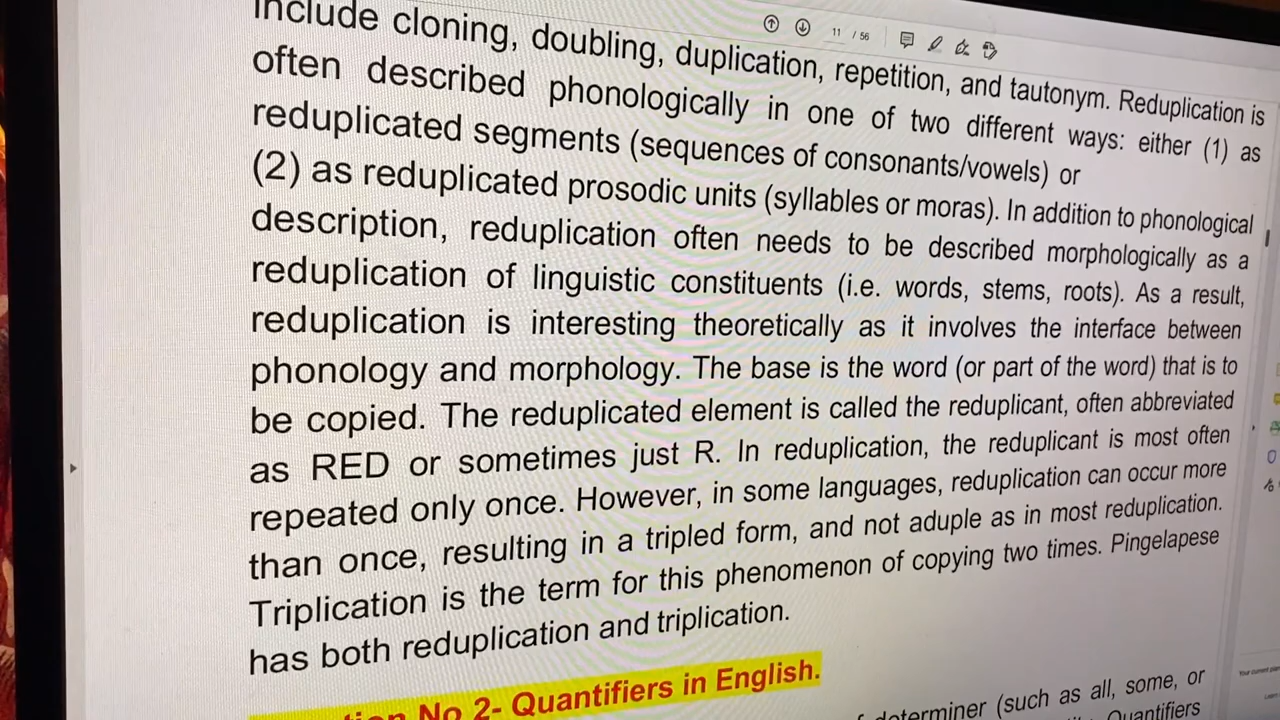 11 / 56
include cloning, doubling, duplication, repetition, and tautonym. Reduplication is
often described phonologically in one of two different ways: either (1) as
reduplicated segments (sequences of consonants/vowels) or
(2) as reduplicated prosodic units (syllables or moras). In addition to phonological
description, reduplication often needs to be described morphologically as a
reduplication of linguistic constituents (i.e. words, stems, roots). As a result,
reduplication is interesting theoretically as it involves the interface between
phonology and morphology. The base is the word (or part of the word) that is to
be copied. The reduplicated element is called the reduplicant, often abbreviated
as RED or sometimes just R. In reduplication, the reduplicant is most often
repeated only once. However, in some languages, reduplication can occur more
than once, resulting in a tripled form, and not aduple as in most reduplication.
Triplication is the term for this phenomenon of copying two times. Pingelapese
has both reduplication and triplication.
No 2- Quantifiers in English.
determiner (such as all, some, or
Quantifiers